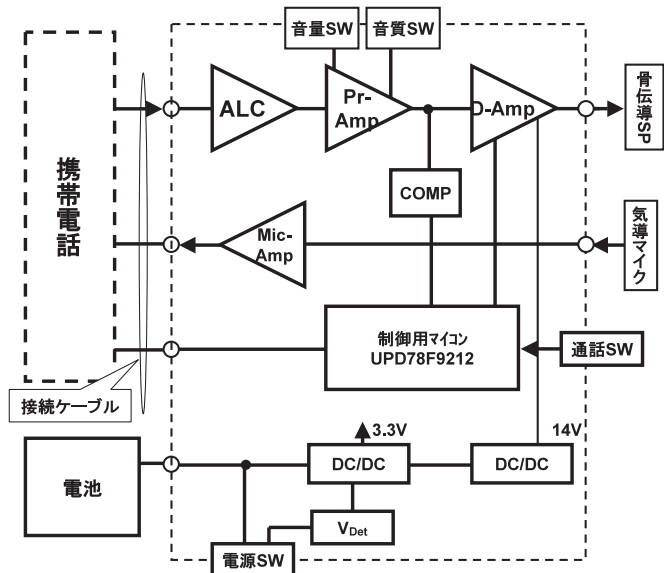 音量SW
音質SW
携帯電話
ALC
Pr-
Amp
D-Amp
骨伝導SP
COMP
Mic-
Amp
気導マイク
制御用マイコン
UPD78F9212
通話SW
接続ケーブル
3.3V
14V
電池
DC/DC
DC/DC
VDet
電源SW